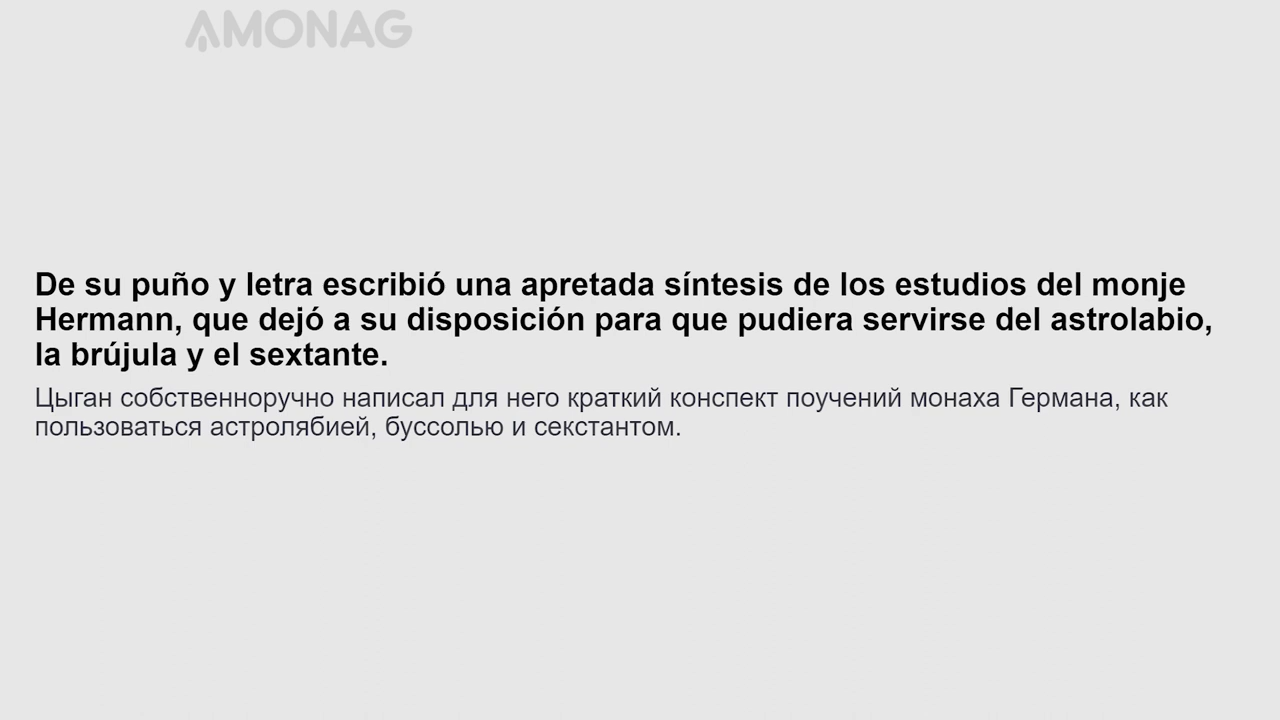 AMONAG
De su puño y letra escribió una apretada síntesis de los estudios del monje
Hermann, que dejó a su disposición para que pudiera servirse del astrolabio,
la brújula y el sextante.
Цыган собственноручно написал для него краткий конспект поучений монаха Германа, как
пользоваться астролябией, буссолью и секстантом.